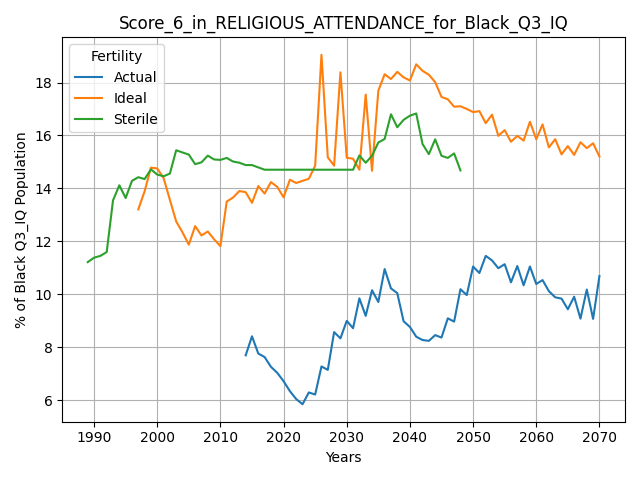 Score_6_in_RELIGIOUS_ATTENDANCE_for_Black_Q3_IQ
Fertility
Actual
Ideal
Sterile
% of Black Q3_IQ Population
18
16
14
12
10
8
6
1990 2000 2010 2020 2030 2040 2050 2060 2070
Years